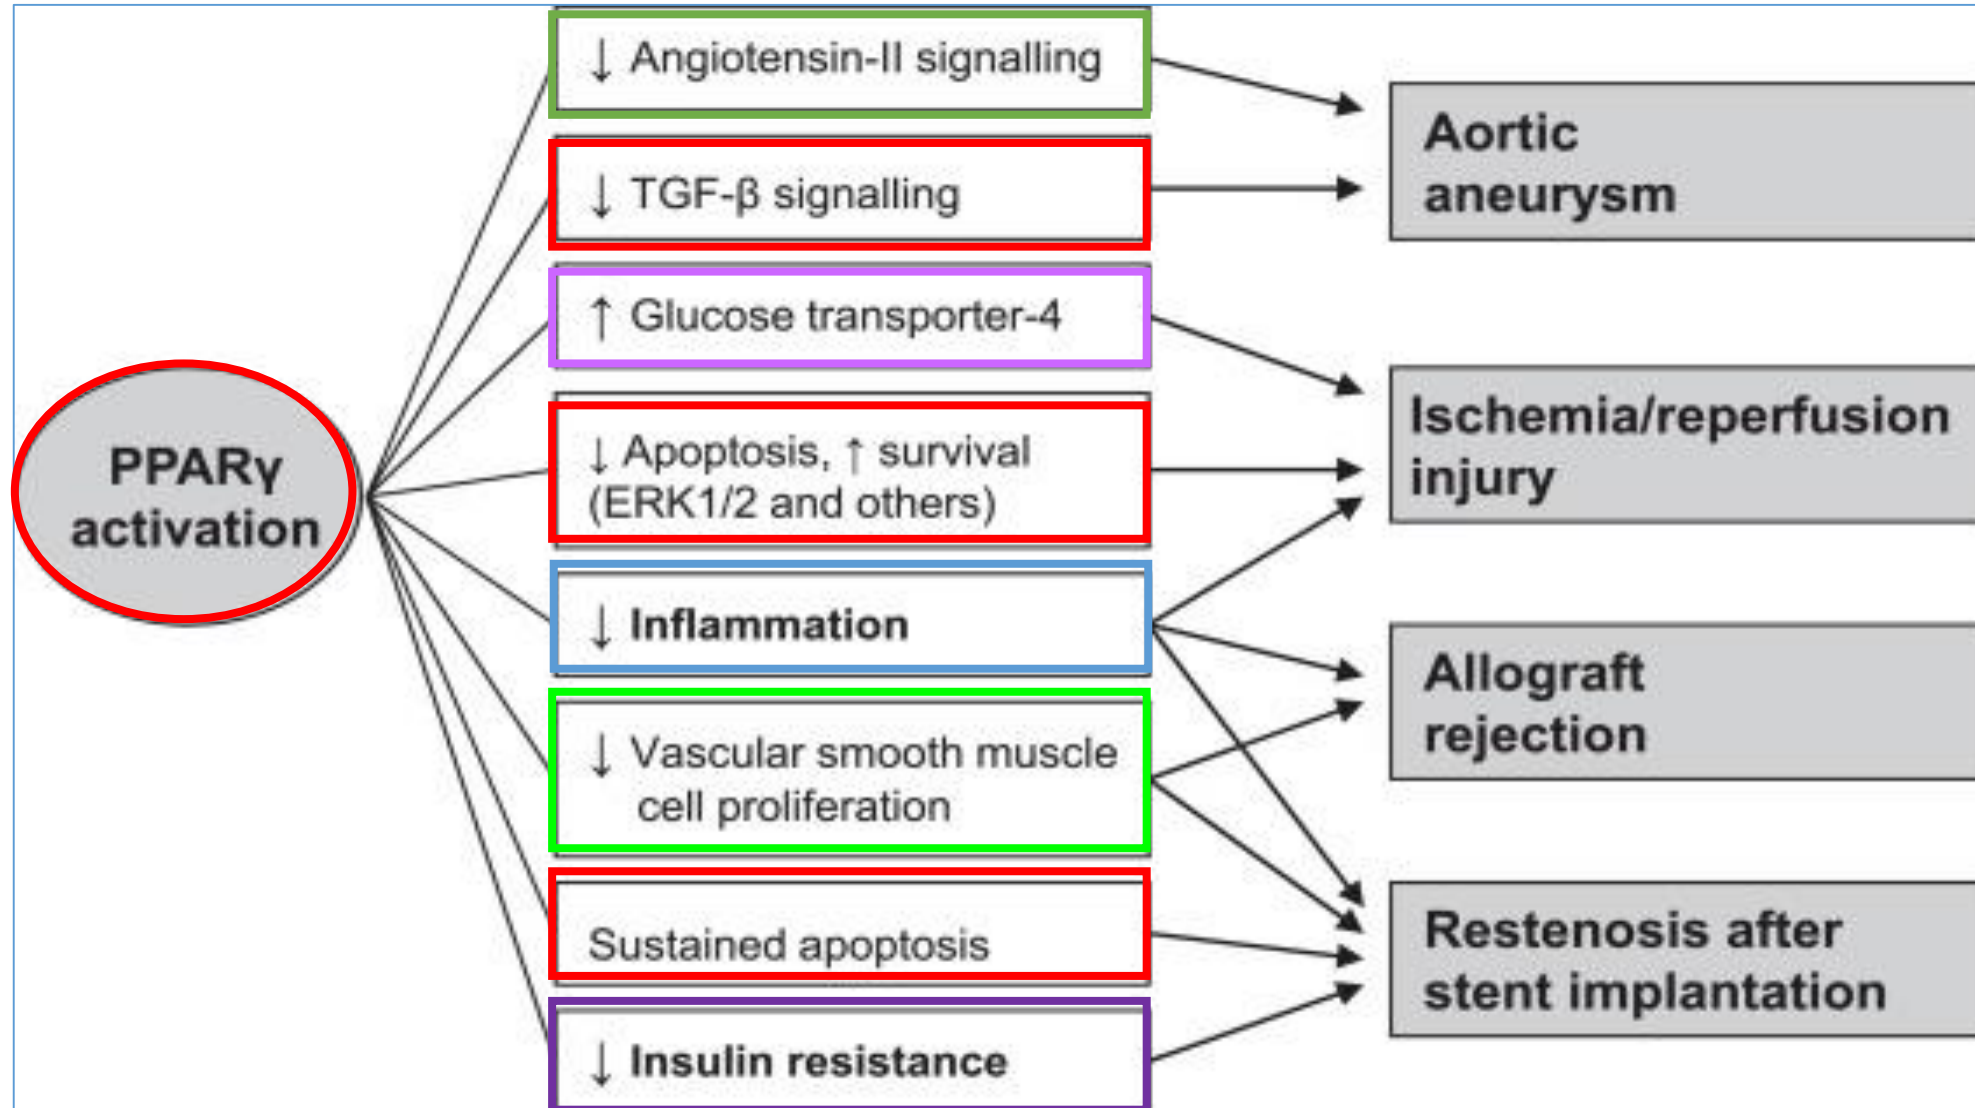 ↓ Angiotensin-II signalling
↓ TGF-β signalling
↑ Glucose transporter-4
PPARγ
activation
↓ Apoptosis, ↑ survival
(ERK1/2 and others)
↓ Inflammation
↓ Vascular smooth muscle
cell proliferation
Sustained apoptosis
↓ Insulin resistance
Aortic
aneurysm
Ischemia/reperfusion
injury
Allograft
rejection
Restenosis after
stent implantation